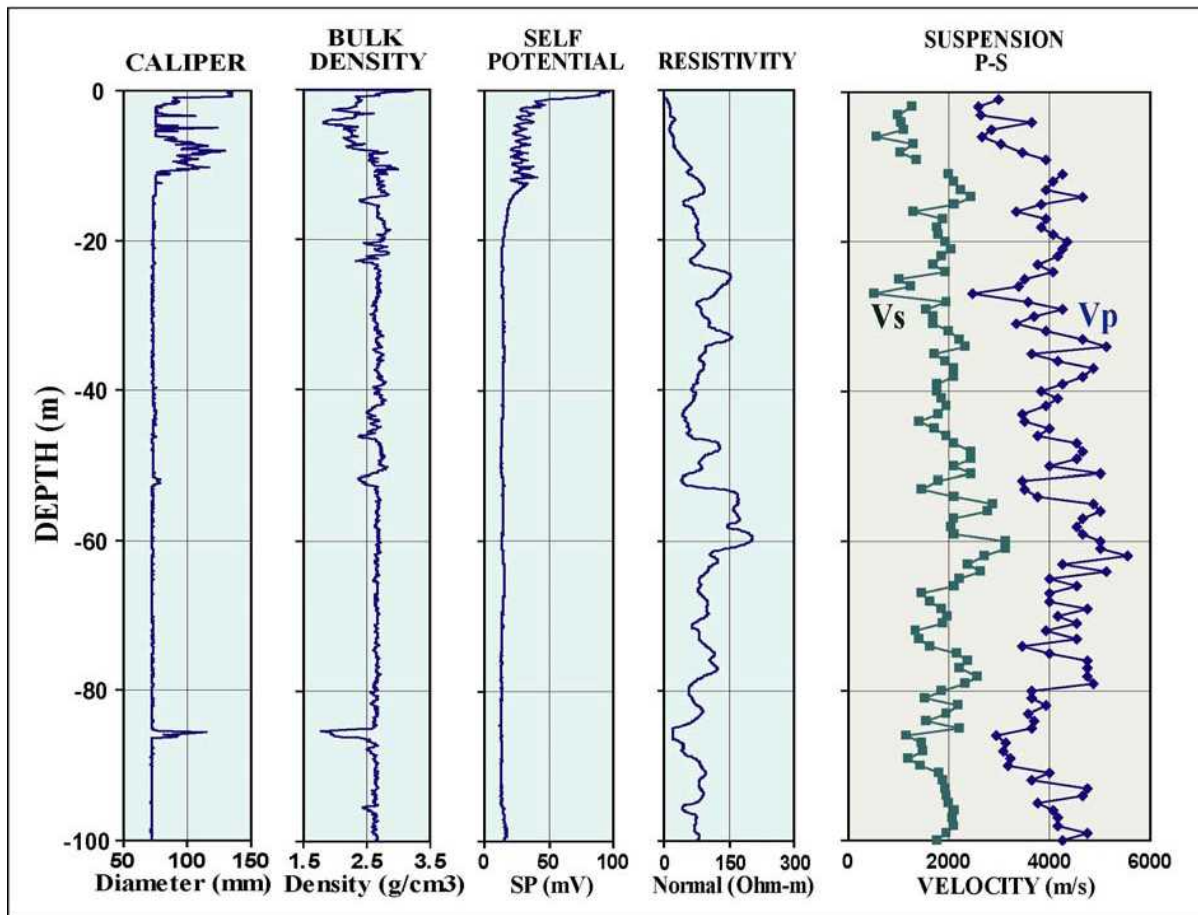 CALIPER
BULK
DENSITY
SELF
POTENTIAL
RESISTIVITY
SUSPENSION
P-S
DEPTH (m)
0
-20
-40
-60
-80
-100
Vs
Vp
50 100 150
1.5 2.5 3.5
0 50 100
0 150 300
0 2000 4000 6000
Diameter (mm)
Density (g/cm3)
SP (mV)
Normal (Ohm-m)
VELOCITY (m/s)